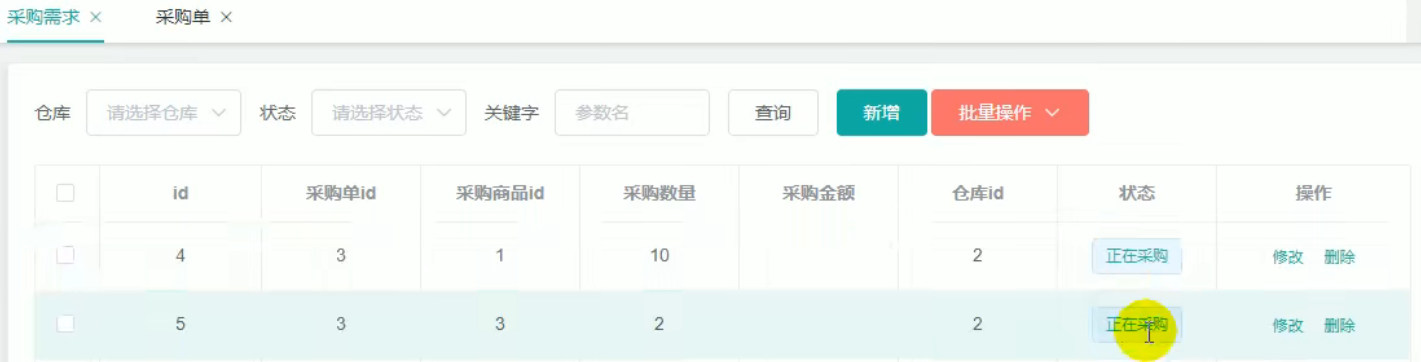 采购需求 × 采购单 ×
仓库 请选择仓库 状态 请选择状态 关键字 参数名 查询 新增 批量操作
id 采购单id 采购商品id 采购数量 采购金额 仓库id 状态 操作
4 3 1 10 2 正在采购 修改 删除
5 3 3 2 2 正在采购 修改 删除